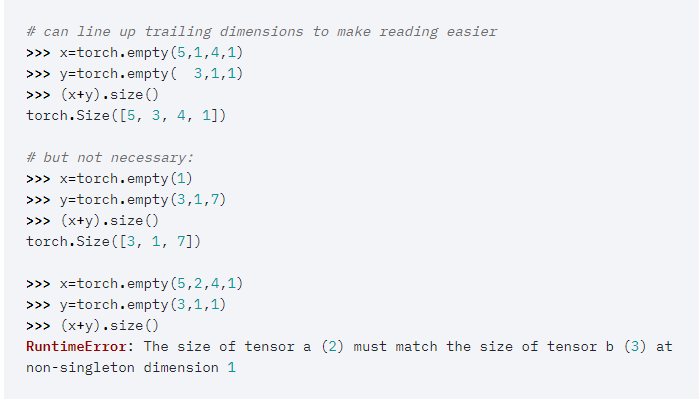 # can line up trailing dimensions to make reading easier
>>> x=torch.empty(5,1,4,1)
>>> y=torch.empty(  3,1,1)
>>> (x+y).size()
torch.Size([5, 3, 4, 1])

# but not necessary:
>>> x=torch.empty(1)
>>> y=torch.empty(3,1,7)
>>> (x+y).size()
torch.Size([3, 1, 7])

>>> x=torch.empty(5,2,4,1)
>>> y=torch.empty(3,1,1)
>>> (x+y).size()
RuntimeError: The size of tensor a (2) must match the size of tensor b (3) at
non-singleton dimension 1